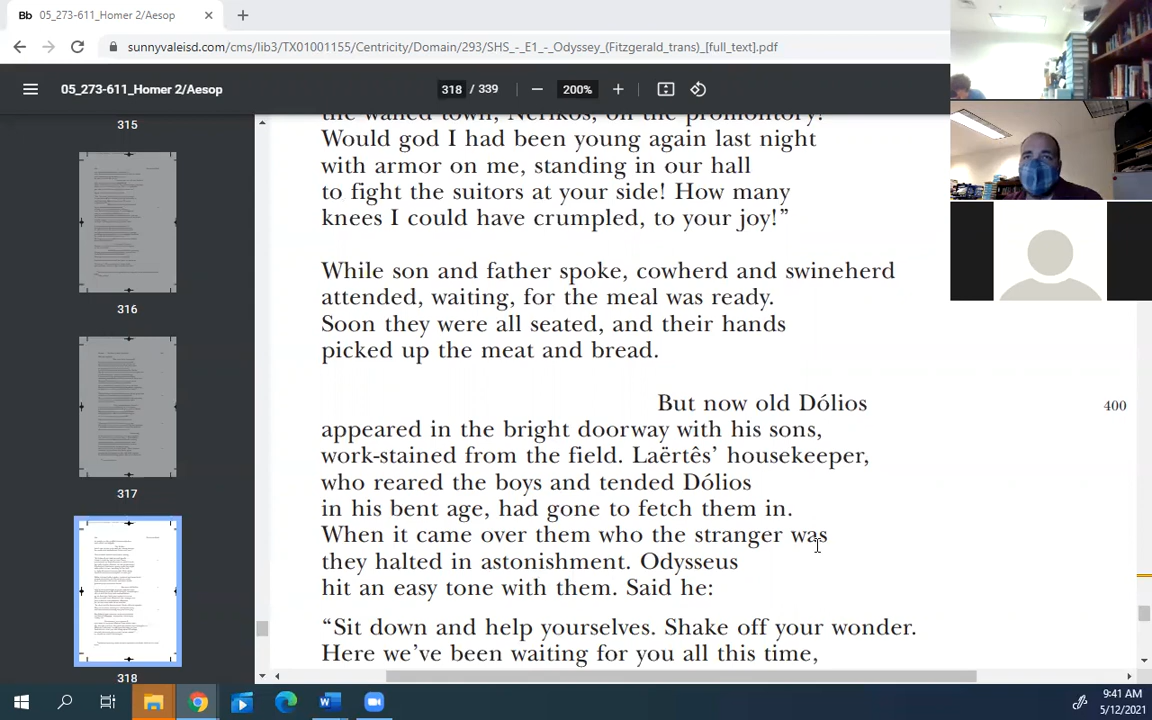 Bb 05_273-611_Homer 2/Aesop
sunnyvaleisd.com/cms/lib3/TX01001155/Centricity/Domain/293/SHS_-_E1_-_Odyssey_(Fitzgerald_trans)_[full_text].pdf
05_273-611_Homer 2/Aesop
318 / 339
200%
315
316
317
318
the walled town, Nerikos, on the promontory!
Would god I had been young again last night
with armor on me, standing in our hall
to fight the suitors at your side! How many
knees I could have crumpled, to your joy!”
While son and father spoke, cowherd and swineherd
attended, waiting, for the meal was ready.
Soon they were all seated, and their hands
picked up the meat and bread.
But now old Dólios
400
appeared in the bright doorway with his sons,
work-stained from the field. Laërtês’ housekeeper,
who reared the boys and tended Dólios
in his bent age, had gone to fetch them in.
When it came over them who the stranger was
they halted in astonishment. Odysseus
hit an easy tone with them. Said he:
“Sit down and help yourselves. Shake off your wonder.
Here we’ve been waiting for you all this time,
9:41 AM
5/12/2021